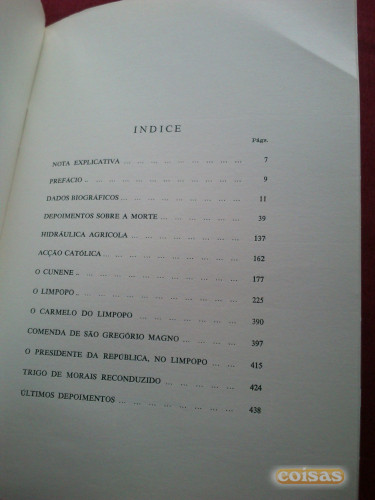 INDICE
Págs.
NOTA EXPLICATIVA ... ... ... ... ... ... ... ... 7
PREFÁCIO .. ... ... ... ... ... ... ... ... ... 9
DADOS BIOGRÁFICOS ... ... ... ... ... ... ... 11
DEPOIMENTOS SOBRE A MORTE ... ... ... ... ... 39
HIDRÁULICA AGRICOLA ... ... ... ... ... ... ... 137
ACÇÃO CATÓLICA ... ... ... ... ... ... ... ... 162
O CUNENE .. ... ... ... ... ... ... ... ... ... 177
O LIMPOPO .. ... ... ... ... ... ... ... ... ... 225
O CARMELO DO LIMPOPO ... ... ... ... ... ... ... 390
COMENDA DE SÃO GREGÓRIO MAGNO ... ... ... ... 397
O PRESIDENTE DA REPÚBLICA, NO LIMPOPO ... ... ... 415
TRIGO DE MORAIS RECONDUZIDO ... ... ... ... ... 424
ÚLTIMOS DEPOIMENTOS ... ... ... ... ... ... ... 438
coisas